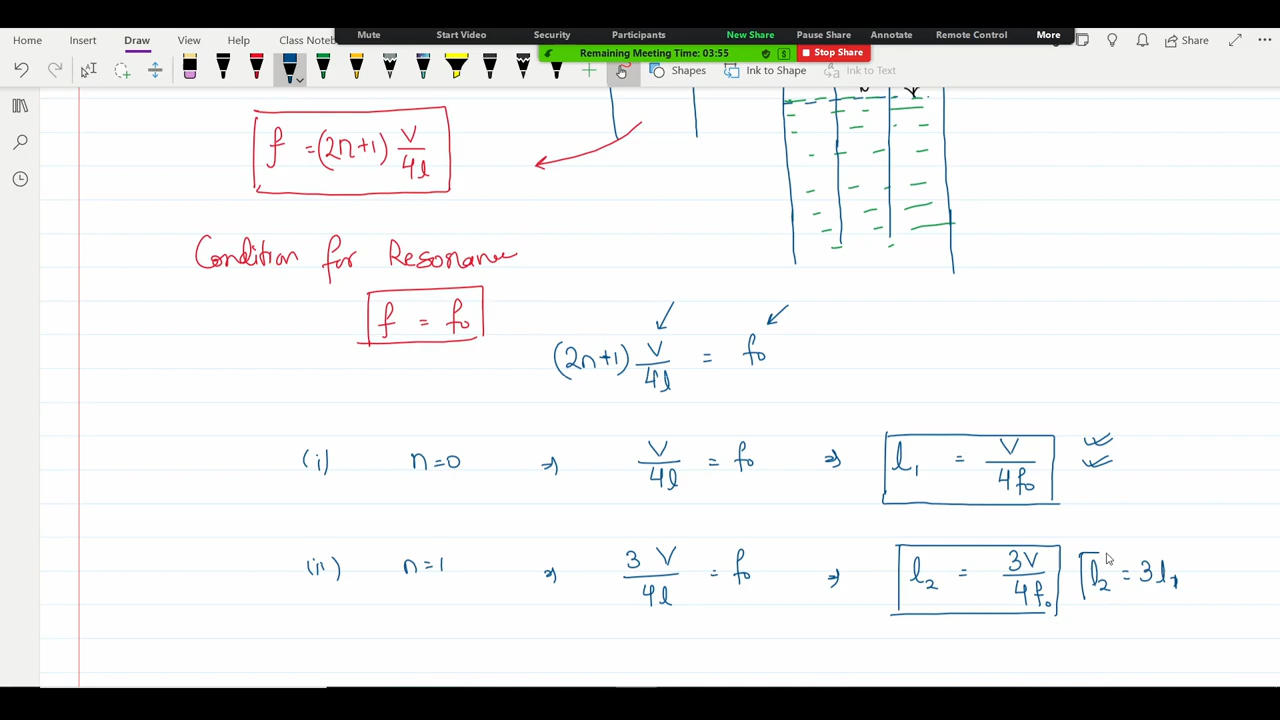 Mute Start Video Security Participants New Share Pause Share Annotate Remote Control More
Home Insert Draw View Help Class Noteb Share
Remaining Meeting Time: 03:55 Stop Share
Shapes Ink to Shape Ink to Text
f = (2n+1) V/4l
Condition for Resonance
f = f₀
(2n+1) V/4l = f₀
(i) n=0 ⇒ V/4l = f₀ ⇒ l₁ = V/4f₀
(ii) n=1 ⇒ 3V/4l = f₀ ⇒ l₂ = 3V/4f₀ l₂ = 3l₁